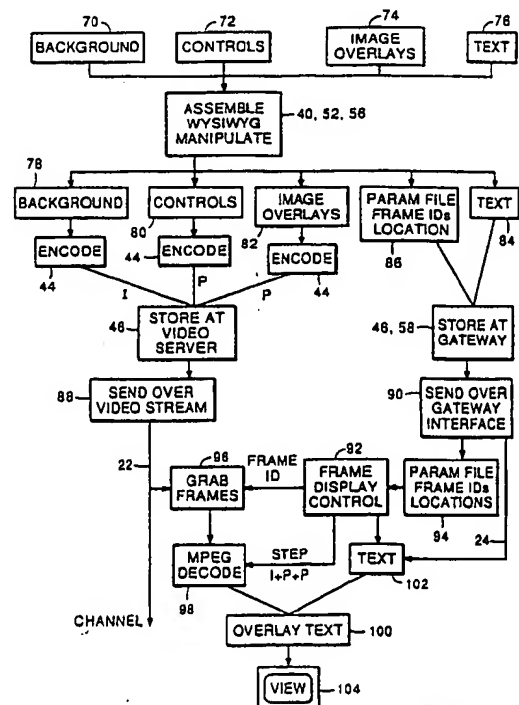 70
72
74
76
BACKGROUND
CONTROLS
IMAGE
OVERLAYS
TEXT
ASSEMBLE
WYSIWYG
MANIPULATE
40, 52, 56
78
BACKGROUND
CONTROLS
80
IMAGE
OVERLAYS
82
PARAM FILE
FRAME IDs
LOCATION
86
TEXT
84
ENCODE
44
ENCODE
44
ENCODE
44
I
P
P
STORE AT
VIDEO
SERVER
46
STORE AT
GATEWAY
46, 58
SEND OVER
VIDEO STREAM
88
SEND OVER
GATEWAY
INTERFACE
90
22
GRAB
FRAMES
96
FRAME
ID
FRAME
DISPLAY
CONTROL
92
PARAM FILE
FRAME IDs
LOCATIONS
94
24
MPEG
DECODE
98
STEP
I+P+P
TEXT
102
CHANNEL
OVERLAY TEXT
100
VIEW
104